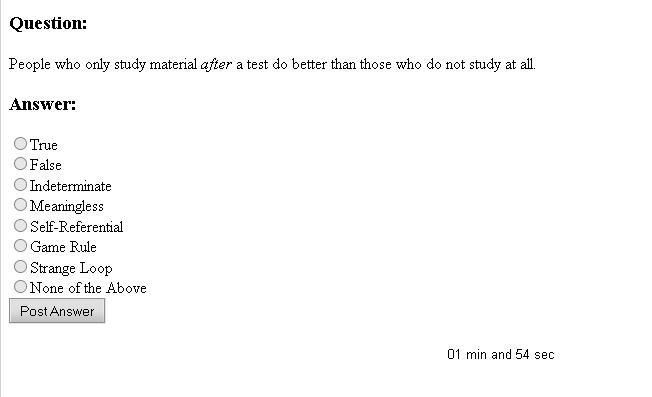 Question:
People who only study material after a test do better than those who do not study at all.
Answer:
True
False
Indeterminate
Meaningless
Self-Referential
Game Rule
Strange Loop
None of the Above
Post Answer
01 min and 54 sec